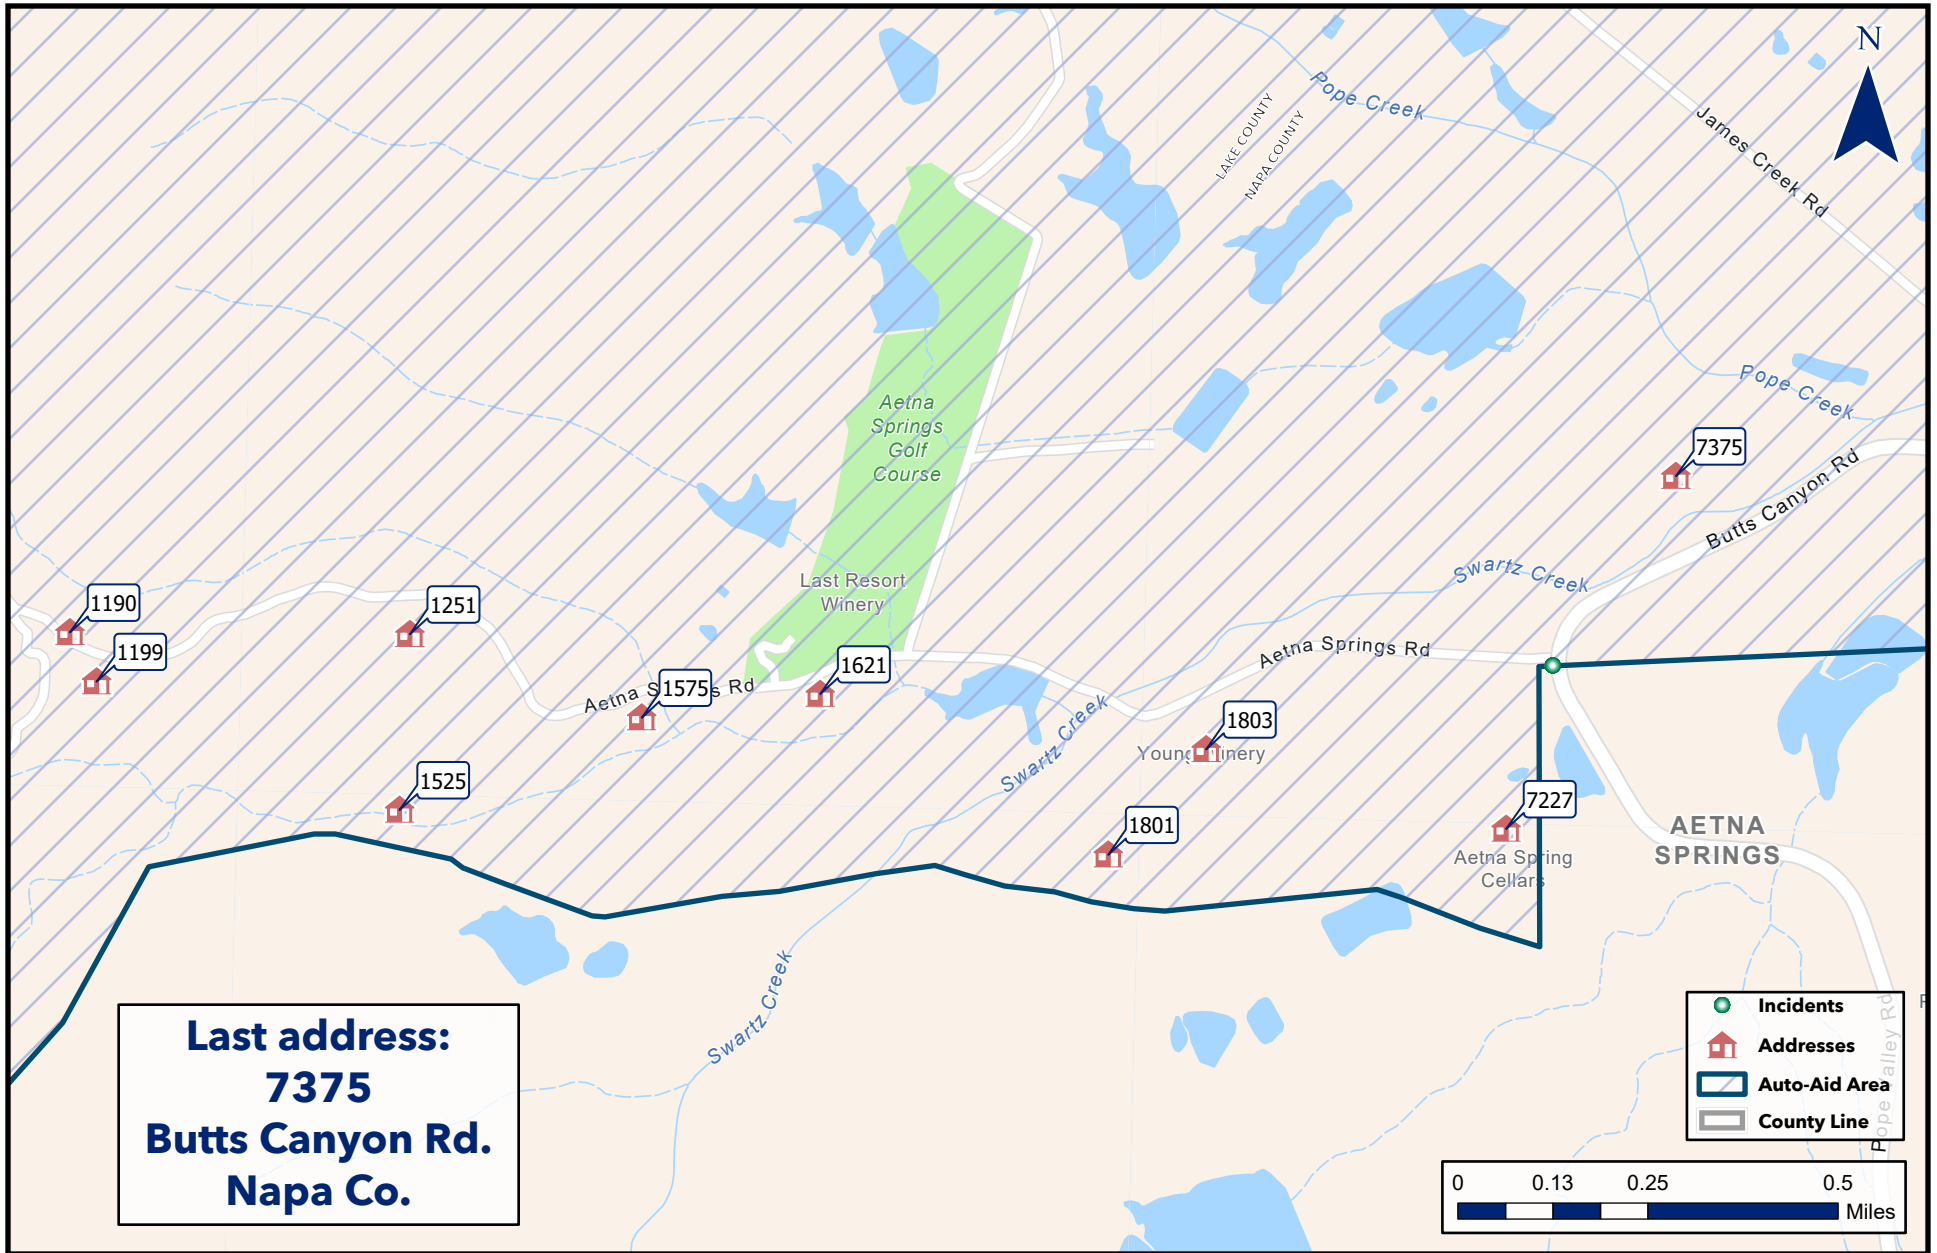 N
Pope Creek
LAKE COUNTY
NAPA COUNTY
James Creek Rd
Aetna
Springs
Golf
Course
Pope Creek
7375
Butts Canyon Rd
Swartz Creek
Last Resort
Winery
1190
1199
1251
1621
Aetna Springs Rd
1575
Aetna S s Rd
Swartz Creek
1803
Young inery
1525
1801
7227
Aetna Spring
Cellars
AETNA
SPRINGS
Swartz Creek
Last address:
7375
Butts Canyon Rd.
Napa Co.
Incidents
Addresses
Auto-Aid Area
County Line
Pope Valley Rd
0 0.13 0.25 0.5
Miles